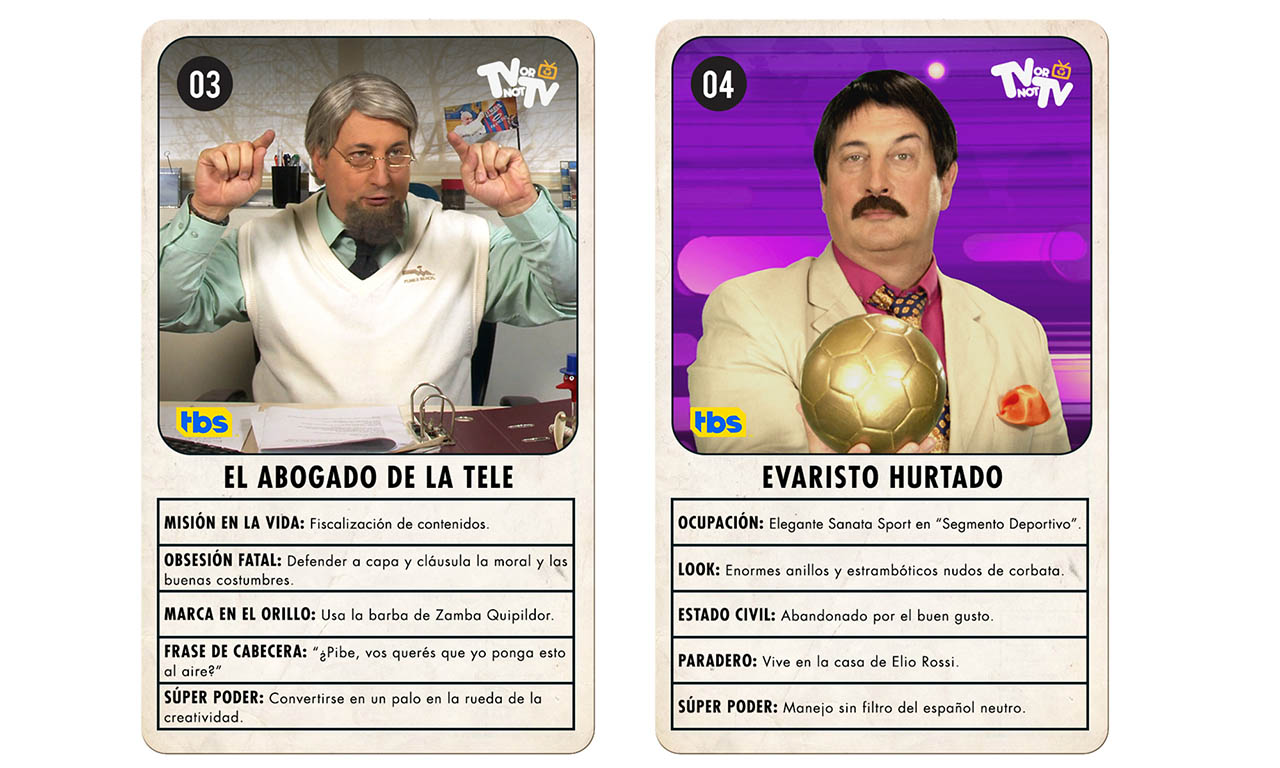 03
TV OR NOT TV
tbs
EL ABOGADO DE LA TELE
MISIÓN EN LA VIDA: Fiscalización de contenidos.
OBSESIÓN FATAL: Defender a capa y cláusula la moral y las
buenas costumbres.
MARCA EN EL ORILLO: Usa la barba de Zamba Quipildor.
FRASE DE CABECERA: “¿Pibe, vos querés que yo ponga esto
al aire?”
SÚPER PODER: Convertirse en un palo en la rueda de la
creatividad.
04
TV OR NOT TV
tbs
EVARISTO HURTADO
OCUPACIÓN: Elegante Sanata Sport en “Segmento Deportivo”.
LOOK: Enormes anillos y estrambóticos nudos de corbata.
ESTADO CIVIL: Abandonado por el buen gusto.
PARADERO: Vive en la casa de Elio Rossi.
SÚPER PODER: Manejo sin filtro del español neutro.